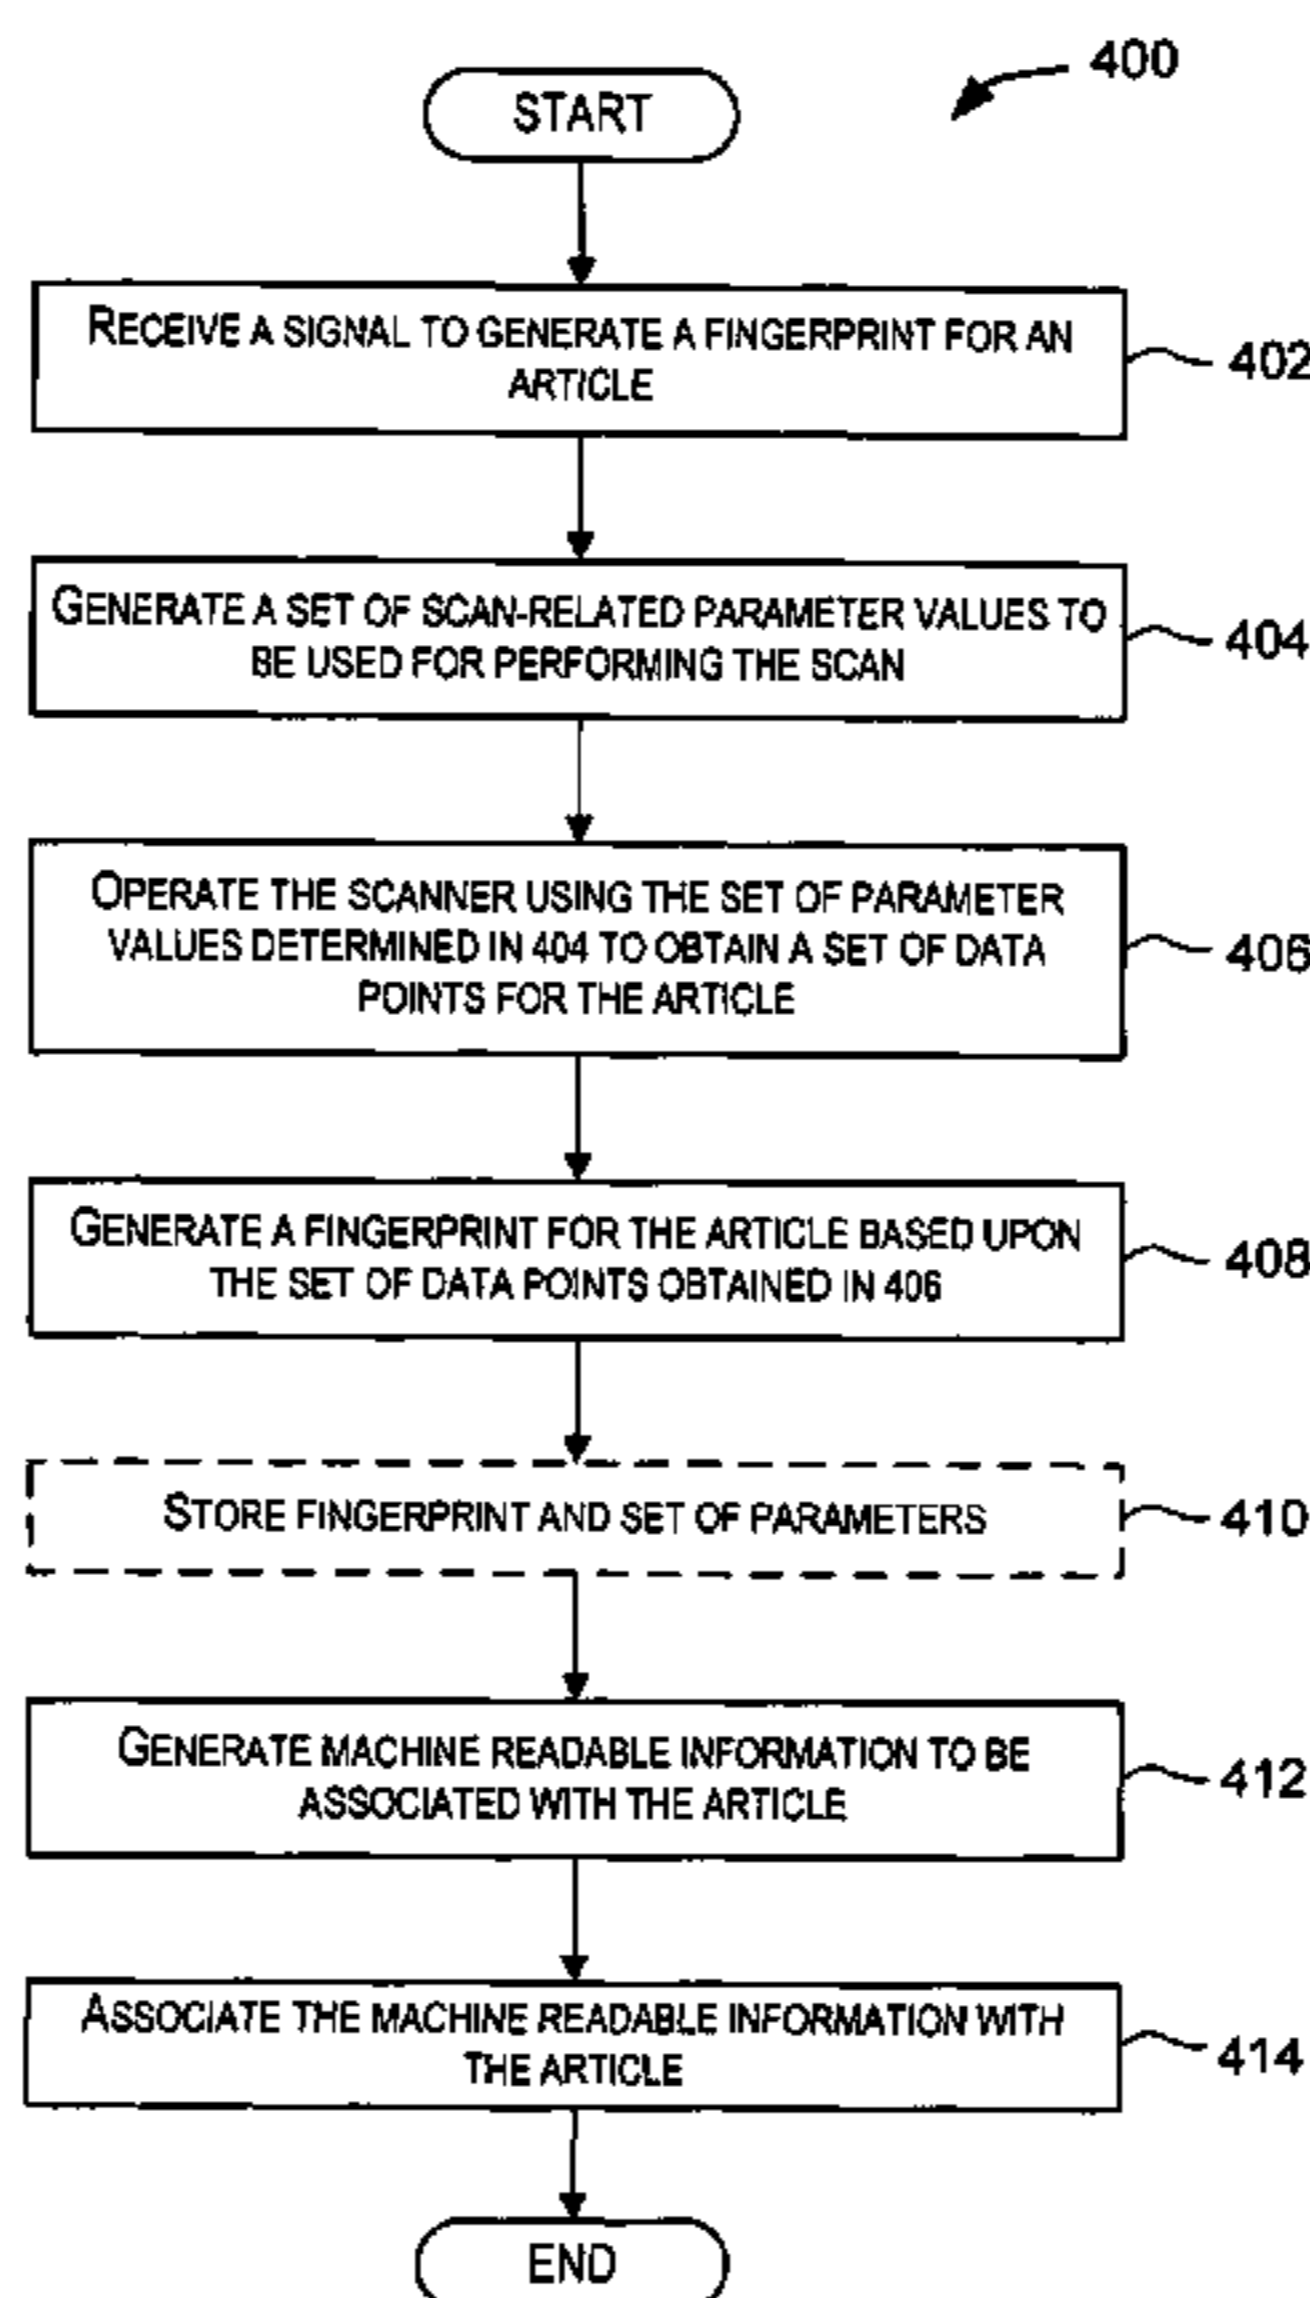 400
START
RECEIVE A SIGNAL TO GENERATE A FINGERPRINT FOR AN
ARTICLE
402
GENERATE A SET OF SCAN-RELATED PARAMETER VALUES TO
BE USED FOR PERFORMING THE SCAN
404
OPERATE THE SCANNER USING THE SET OF PARAMETER
VALUES DETERMINED IN 404 TO OBTAIN A SET OF DATA
POINTS FOR THE ARTICLE
406
GENERATE A FINGERPRINT FOR THE ARTICLE BASED UPON
THE SET OF DATA POINTS OBTAINED IN 406
408
STORE FINGERPRINT AND SET OF PARAMETERS
410
GENERATE MACHINE READABLE INFORMATION TO BE
ASSOCIATED WITH THE ARTICLE
412
ASSOCIATE THE MACHINE READABLE INFORMATION WITH
THE ARTICLE
414
END